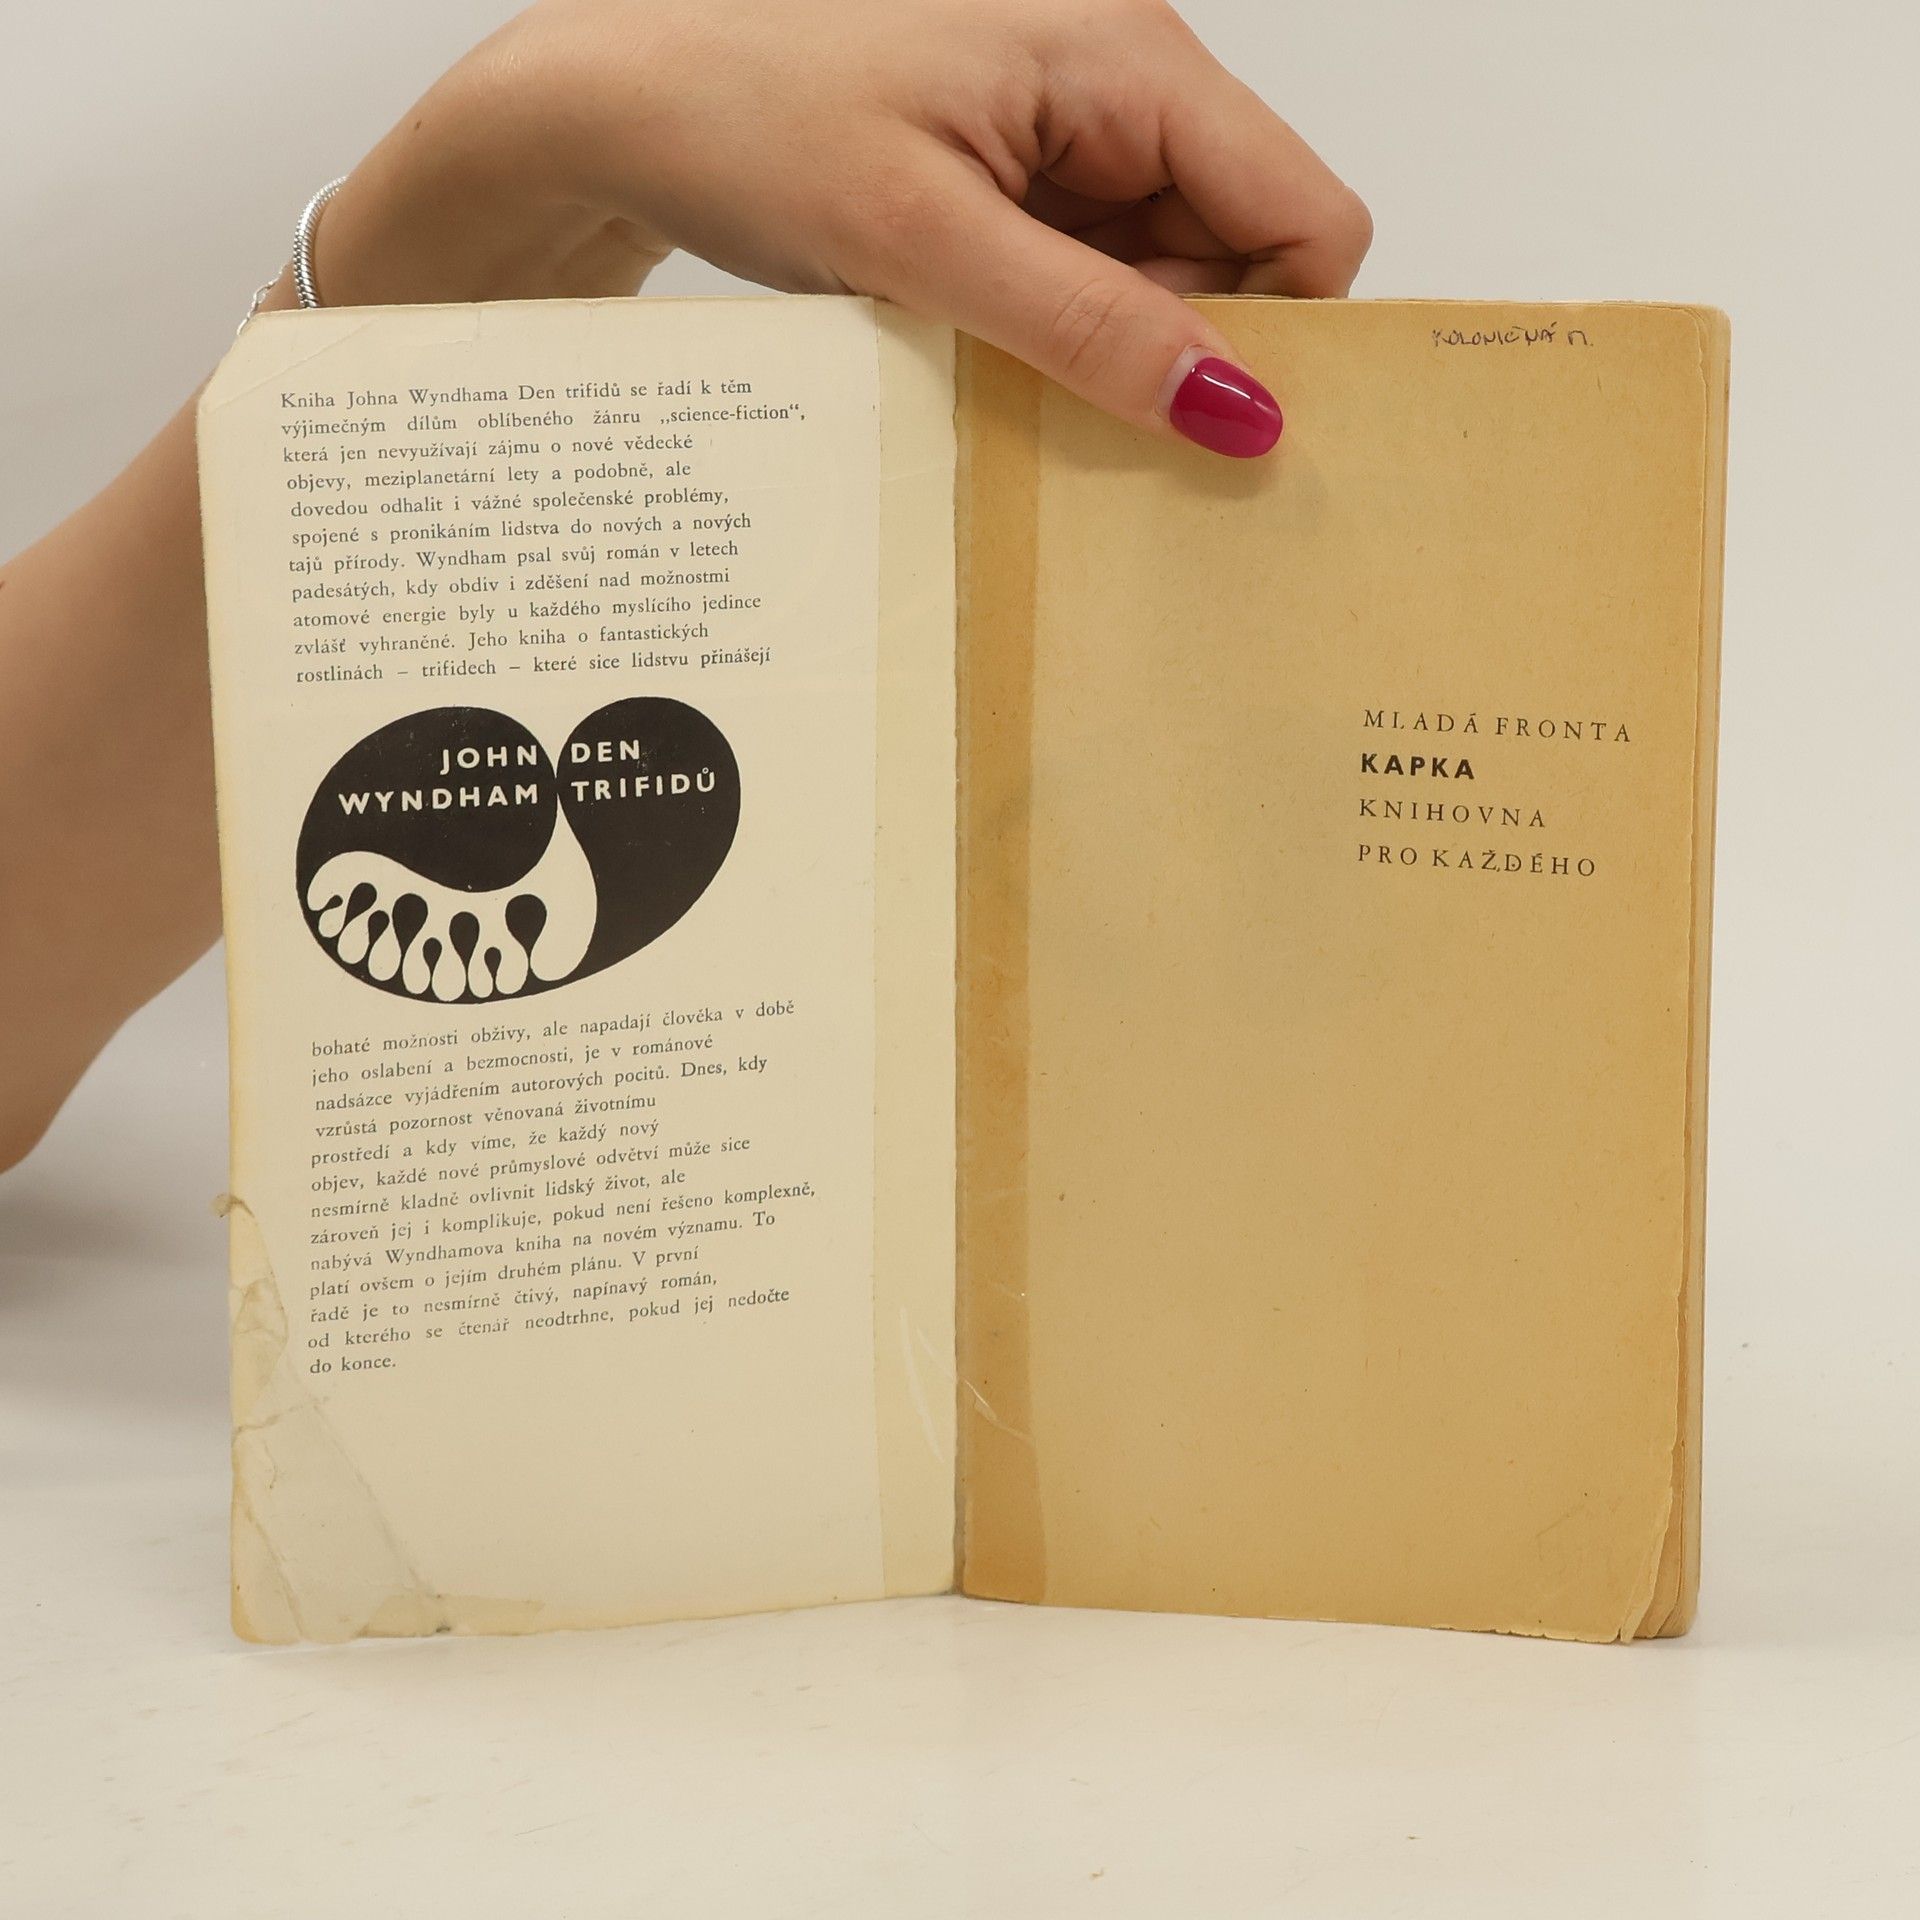 Kniha Johna Wyndhama Den trifidů se řadí k těm
výjimečným dílům oblíbeného žánru „science-fiction“,
která jen nevyužívají zájmu o nové vědecké
objevy, meziplanetární lety a podobně, ale
dovedou odhalit i vážné společenské problémy,
spojené s pronikáním lidstva do nových a nových
tajů přírody. Wyndham psal svůj román v letech
padesátých, kdy obdiv i zděšení nad možnostmi
atomové energie byly u každého myslícího jedince
zvlášť vyhraněné. Jeho kniha o fantastických
rostlinách – trifidech – které sice lidstvu přinášejí
JOHN DEN
WYNDHAM TRIFIDŮ
bohaté možnosti obživy, ale napadají člověka v době
jeho oslabení a bezmocnosti, je v románové
nadsázce vyjádřením autorových pocitů. Dnes, kdy
vzrůstá pozornost věnovaná životnímu
prostředí a kdy víme, že každý nový
objev, každé nové průmyslové odvětví může sice
nesmírně kladně ovlivnit lidský život, ale
zároveň jej i komplikuje, pokud není řešeno komplexně,
nabývá Wyndhamova kniha na novém významu. To
platí ovšem o jejím druhém plánu. V první
řadě je to nesmírně čtivý, napínavý román,
od kterého se čtenář neodtrhne, pokud jej nedočte
do konce.
KOLONIČNÁ M.
MLADÁ FRONTA
KAPKA
KNIHOVNA
PRO KAŽDÉHO